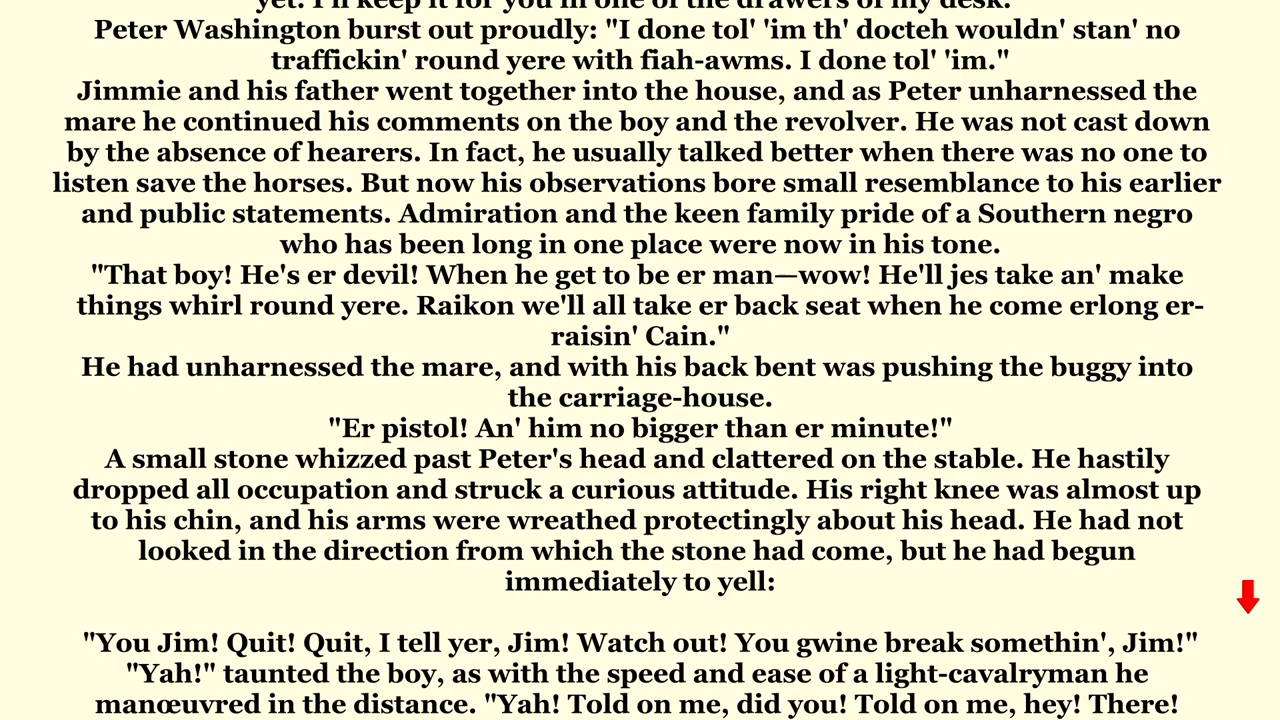 yet. I'll keep it for you in one of the drawers of my desk.
Peter Washington burst out proudly: "I done tol' 'im th' docteh wouldn' stan' no
traffickin' round yere with fiah-awms. I done tol' 'im."
Jimmie and his father went together into the house, and as Peter unharnessed the
mare he continued his comments on the boy and the revolver. He was not cast down
by the absence of hearers. In fact, he usually talked better when there was no one to
listen save the horses. But now his observations bore small resemblance to his earlier
and public statements. Admiration and the keen family pride of a Southern negro
who has been long in one place were now in his tone.
"That boy! He's er devil! When he get to be er man—wow! He'll jes take an' make
things whirl round yere. Raikon we'll all take er back seat when he come erlong er-
raisin' Cain."
He had unharnessed the mare, and with his back bent was pushing the buggy into
the carriage-house.
"Er pistol! An' him no bigger than er minute!"
A small stone whizzed past Peter's head and clattered on the stable. He hastily
dropped all occupation and struck a curious attitude. His right knee was almost up
to his chin, and his arms were wreathed protectingly about his head. He had not
looked in the direction from which the stone had come, but he had begun
immediately to yell:
"You Jim! Quit! Quit, I tell yer, Jim! Watch out! You gwine break somethin', Jim!"
"Yah!" taunted the boy, as with the speed and ease of a light-cavalryman he
manœuvred in the distance. "Yah! Told on me, did you! Told on me, hey! There!